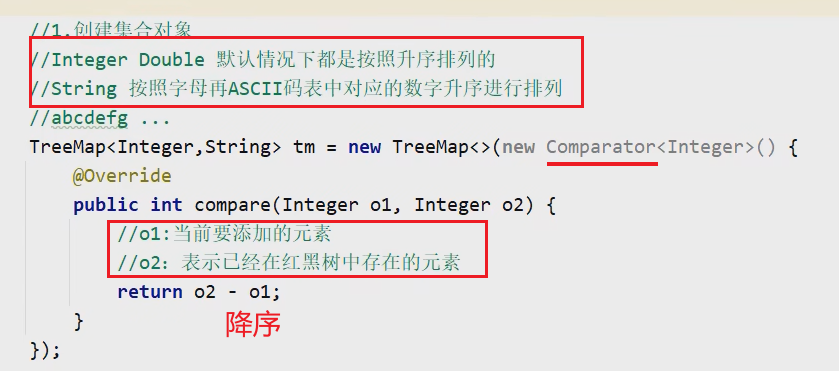 //1.创建集合对象
//Integer Double 默认情况下都是按照升序排列的
//String 按照字母再ASCII码表中对应的数字升序进行排列
//abcdefg ...
TreeMap<Integer,String> tm = new TreeMap<>(new Comparator<Integer>() {
@Override
public int compare(Integer o1, Integer o2) {
//o1:当前要添加的元素
//o2: 表示已经在红黑树中存在的元素
return o2 - o1;
}
降序
});